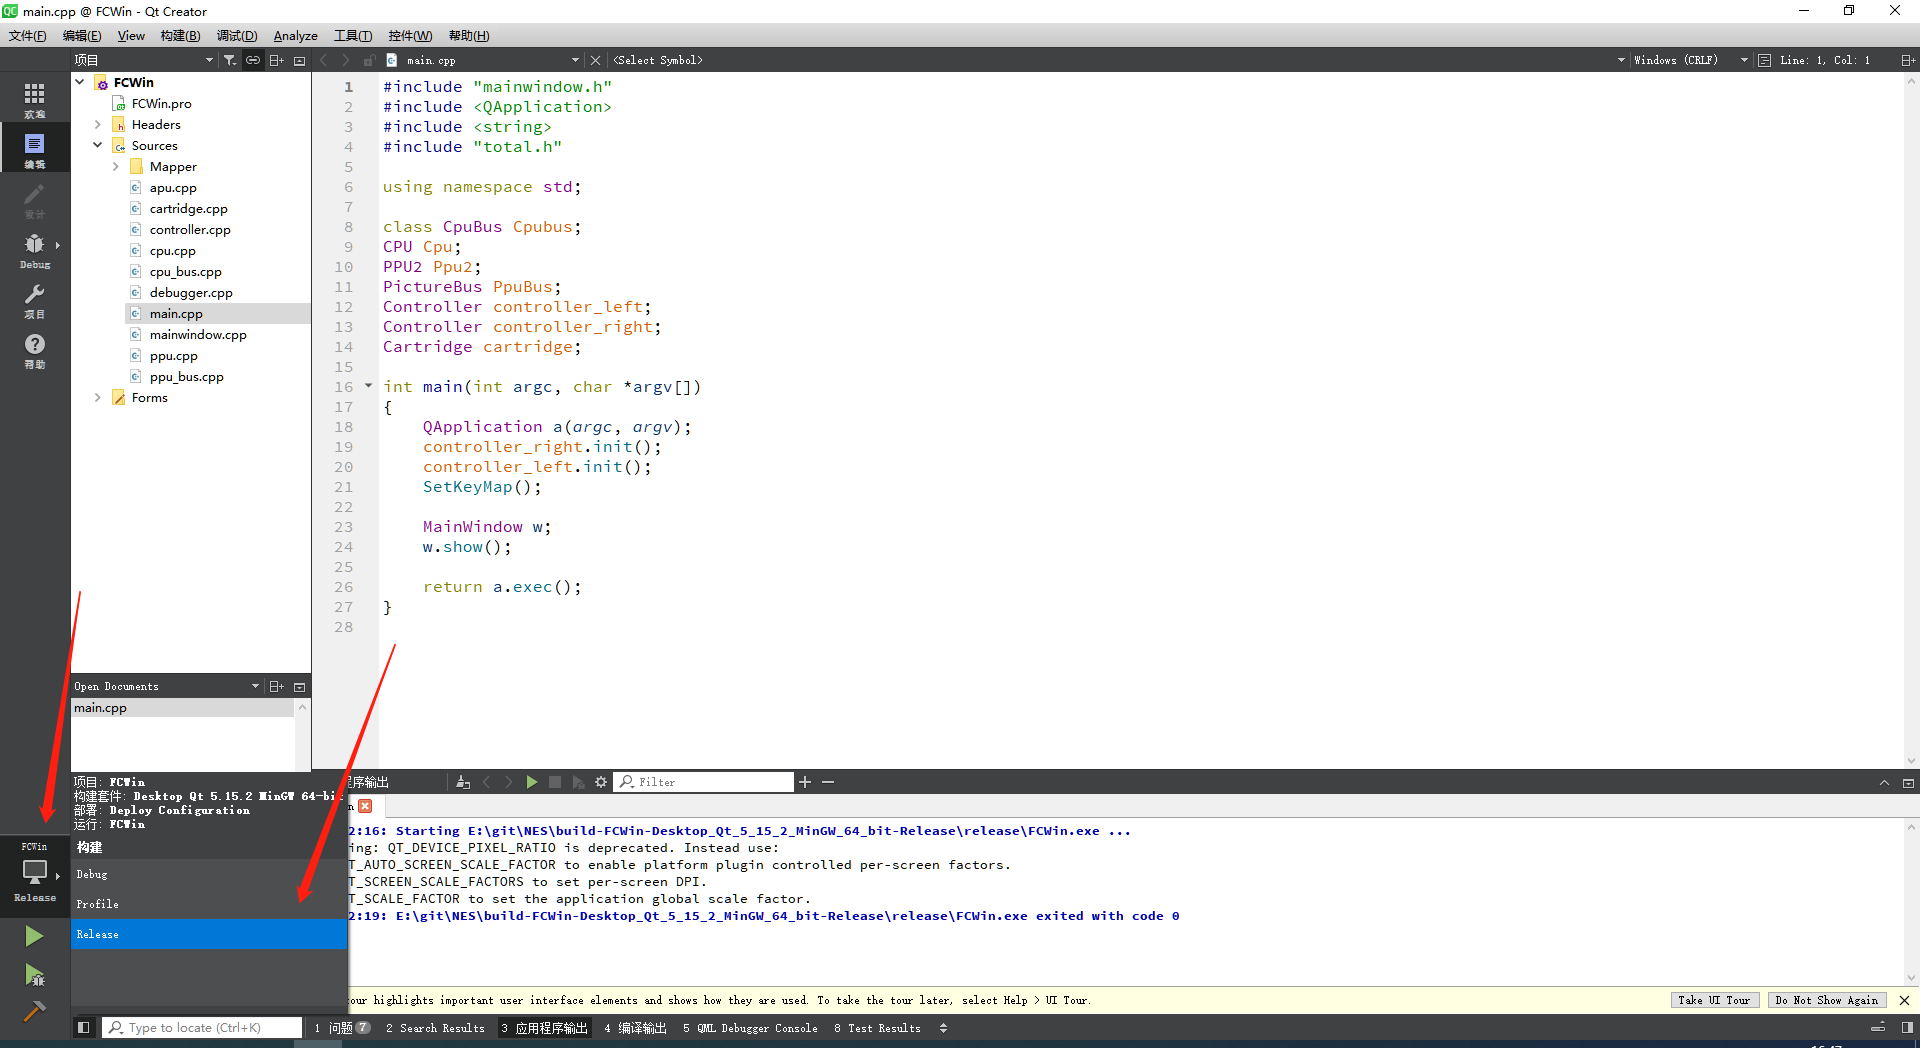 main.cpp @ FCWin - Qt Creator
文件(F) 编辑(E) View 构建(B) 调试(D) Analyze 工具(T) 控件(W) 帮助(H)
项目
main.cpp
<Select Symbol>
Windows (CRLF)
Line: 1, Col: 1
欢迎
编辑
设计
Debug
项目
帮助
FCWin
FCWin.pro
Headers
Sources
Mapper
apu.cpp
cartridge.cpp
controller.cpp
cpu.cpp
cpu_bus.cpp
debugger.cpp
main.cpp
mainwindow.cpp
ppu.cpp
ppu_bus.cpp
Forms
1 #include "mainwindow.h"
2 #include <QApplication>
3 #include <string>
4 #include "total.h"
5
6 using namespace std;
7
8 class CpuBus Cpubus;
9 CPU Cpu;
10 PPU2 Ppu2;
11 PictureBus PpuBus;
12 Controller controller_left;
13 Controller controller_right;
14 Cartridge cartridge;
15
16 int main(int argc, char *argv[])
17 {
18 QApplication a(argc, argv);
19 controller_right.init();
20 controller_left.init();
21 SetKeyMap();
22
23 MainWindow w;
24 w.show();
25
26 return a.exec();
27 }
28
Open Documents
main.cpp
项目: FCWin
构建套件: Desktop Qt 5.15.2 MinGW 64-bit
部署: Deploy Configuration
运行: FCWin
构建
Debug
Profile
Release
FCWin
Release
程序输出
Filter
n
2:16: Starting E:\git\NES\build-FCWin-Desktop_Qt_5_15_2_MinGW_64_bit-Release\release\FCWin.exe ...
ing: QT_DEVICE_PIXEL_RATIO is deprecated. Instead use:
T_AUTO_SCREEN_SCALE_FACTOR to enable platform plugin controlled per-screen factors.
T_SCREEN_SCALE_FACTORS to set per-screen DPI.
T_SCALE_FACTOR to set the application global scale factor.
2:19: E:\git\NES\build-FCWin-Desktop_Qt_5_15_2_MinGW_64_bit-Release\release\FCWin.exe exited with code 0
our highlights important user interface elements and shows how they are used. To take the tour later, select Help > UI Tour.
Take UI Tour
Do Not Show Again
Type to locate (Ctrl+K)
1 问题 7
2 Search Results
3 应用程序输出
4 编译输出
5 QML Debugger Console
8 Test Results